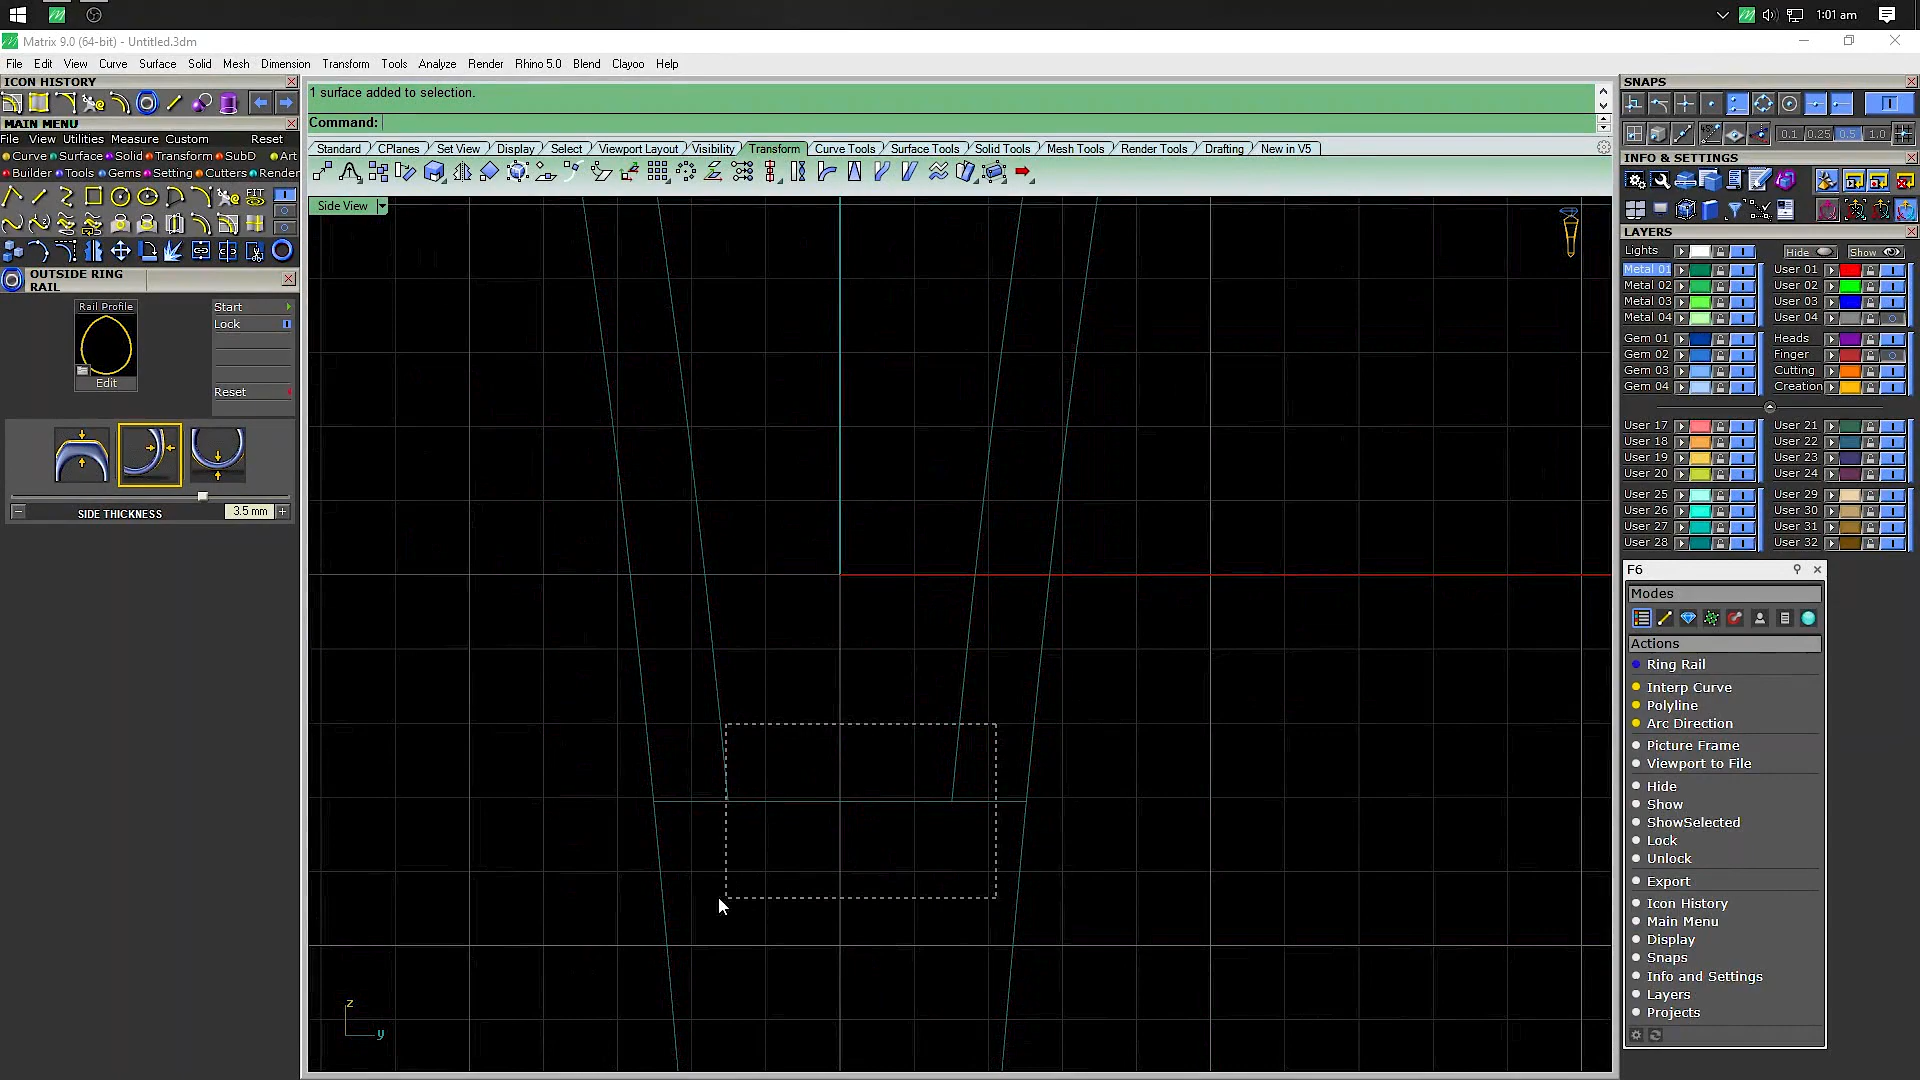 1:01 am
Matrix 9.0 (64-bit) - Untitled.3dm
File Edit View Curve Surface Solid Mesh Dimension Transform Tools Analyze Render Rhino 5.0 Blend Clayoo Help
ICON HISTORY
MAIN MENU
File View Utilities Measure Custom Reset
Curve Surface Solid Transform SubD Art
Builder Tools Gems Setting Cutters Render
FIT
OUTSIDE RING
RAIL
Rail Profile
Edit
Start
Lock
Reset
SIDE THICKNESS
3.5 mm
1 surface added to selection.
Command:
Standard CPlanes Set View Display Select Viewport Layout Visibility Transform Curve Tools Surface Tools Solid Tools Mesh Tools Render Tools Drafting New in V5
Side View
z
y
SNAPS
0.1 0.25 0.5 1.0
INFO & SETTINGS
LAYERS
Lights Hide Show
Metal 01 User 01
Metal 02 User 02
Metal 03 User 03
Metal 04 User 04
Gem 01 Heads
Gem 02 Finger
Gem 03 Cutting
Gem 04 Creation
User 17 User 21
User 18 User 22
User 19 User 23
User 20 User 24
User 25 User 29
User 26 User 30
User 27 User 31
User 28 User 32
F6
Modes
Actions
Ring Rail
Interp Curve
Polyline
Arc Direction
Picture Frame
Viewport to File
Hide
Show
ShowSelected
Lock
Unlock
Export
Icon History
Main Menu
Display
Snaps
Info and Settings
Layers
Projects